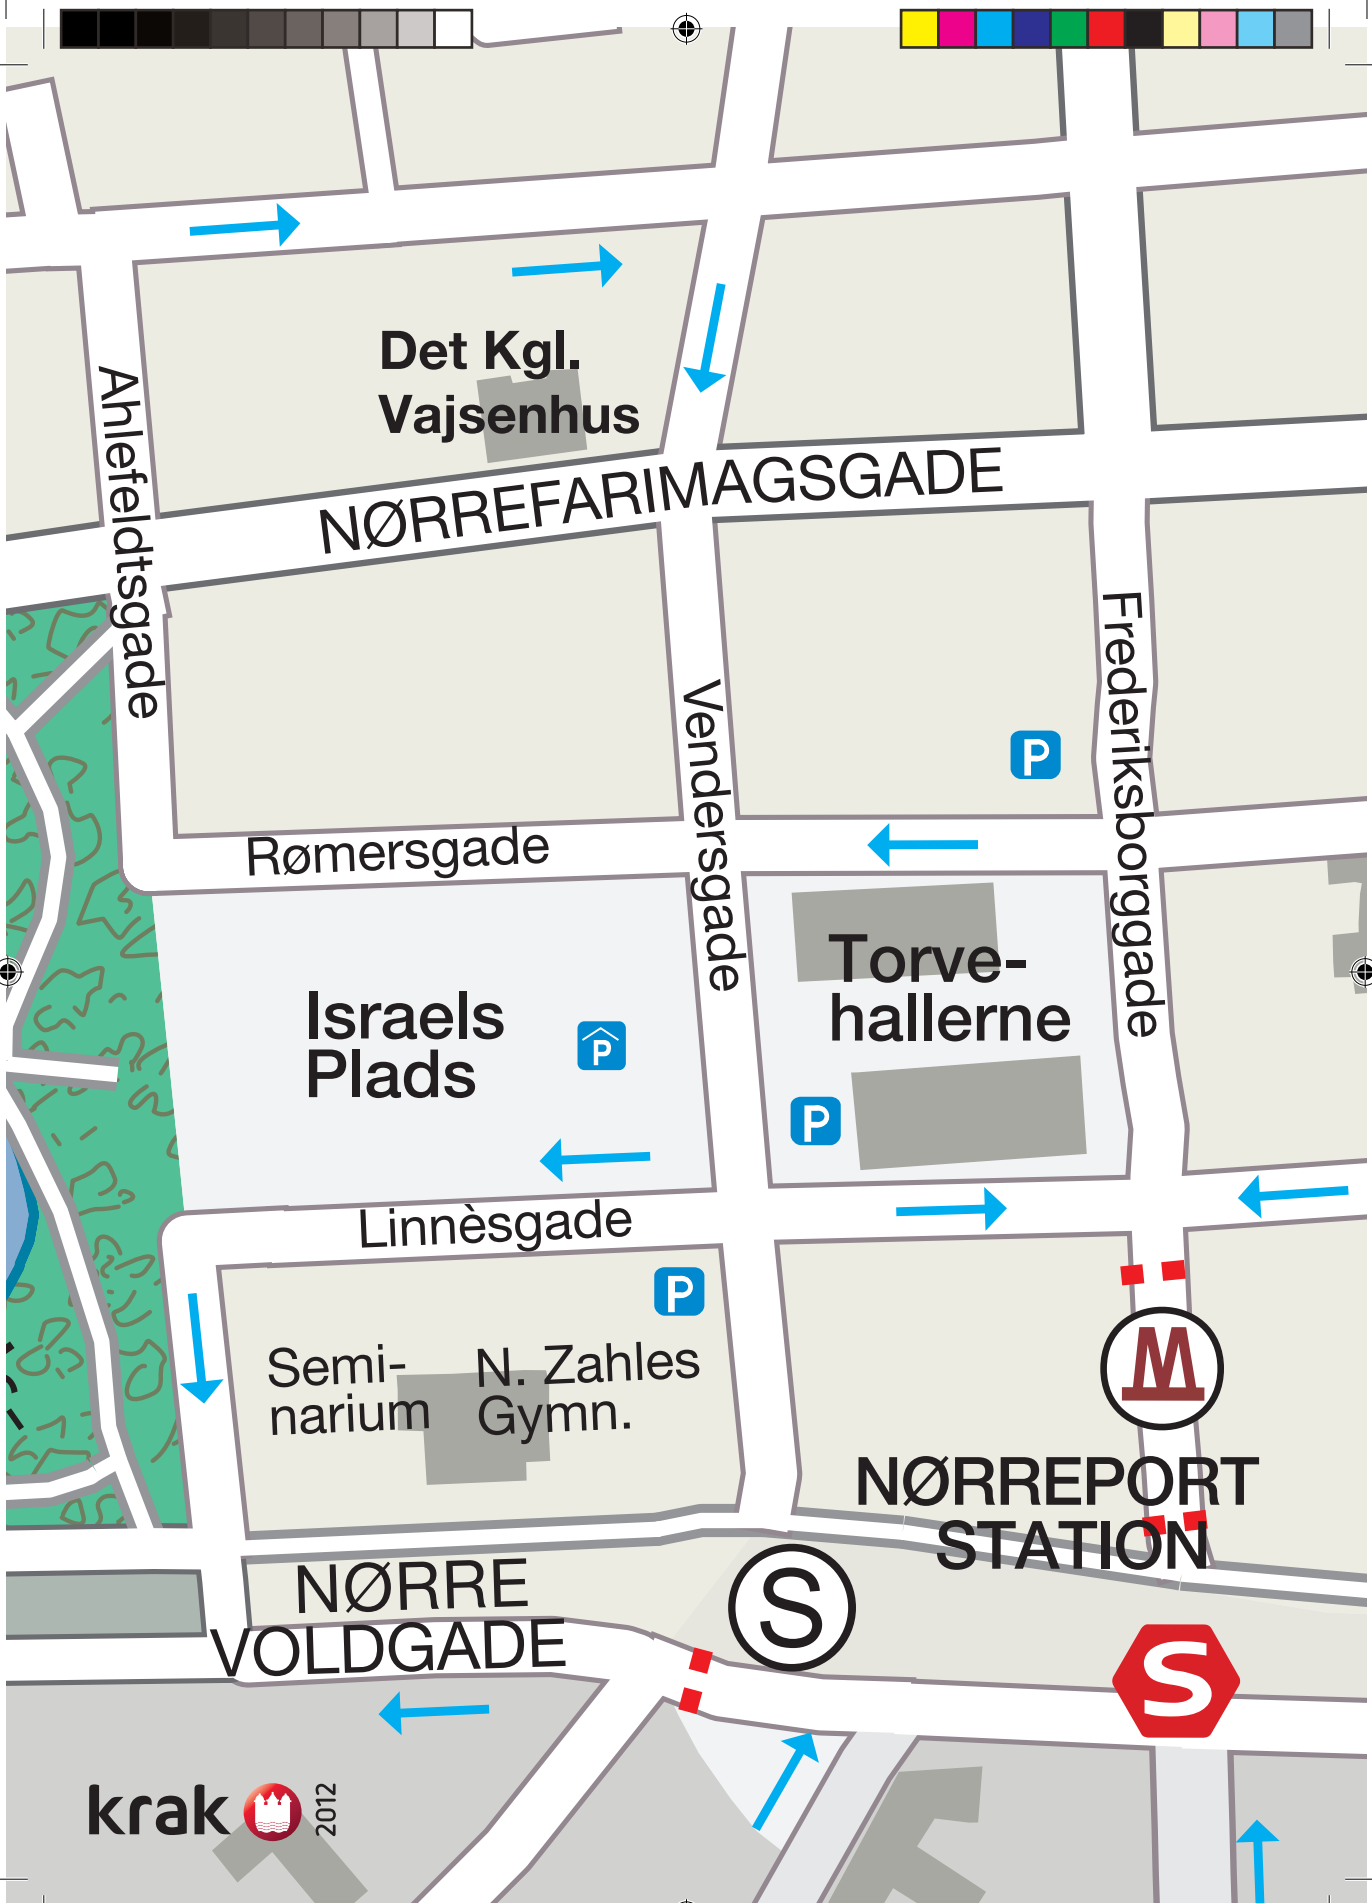 Det Kgl.
Vajsenhus
Ahlefeldtsgade
NØRREFARIMAGSGADE
Frederiksborggade
Vendersgade
P
Rømersgade
Torve-
hallerne
Israels
Plads
P
P
Linnèsgade
P
Semi-
narium
N. Zahles
Gymn.
M
NØRREPORT
STATION
NØRRE
VOLDGADE
S
S
krak
2012